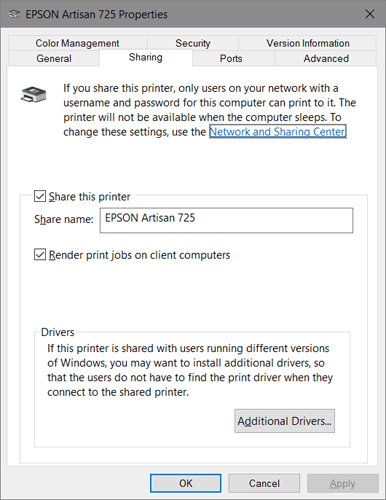 EPSON Artisan 725 Properties
Color Management Security Version Information
General Sharing Ports Advanced
If you share this printer, only users on your network with a
username and password for this computer can print to it. The
printer will not be available when the computer sleeps. To
change these settings, use the Network and Sharing Center
Share this printer
Share name: EPSON Artisan 725
Render print jobs on client computers
Drivers
If this printer is shared with users running different versions
of Windows, you may want to install additional drivers, so
that the users do not have to find the print driver when they
connect to the shared printer.
Additional Drivers...
OK Cancel Apply